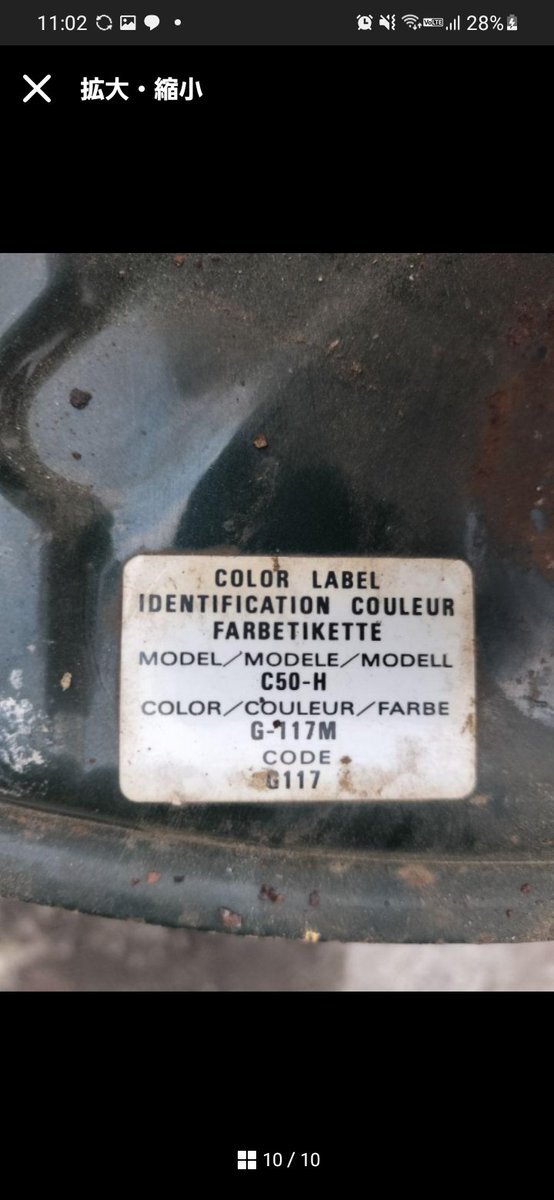 11:02
28%
拡大・縮小
COLOR LABEL
IDENTIFICATION COULEUR
FARBETIKETTE
MODEL/MODELE/MODELL
C50-H
COLOR/COULEUR/FARBE
G-117M
CODE
G117
10 / 10